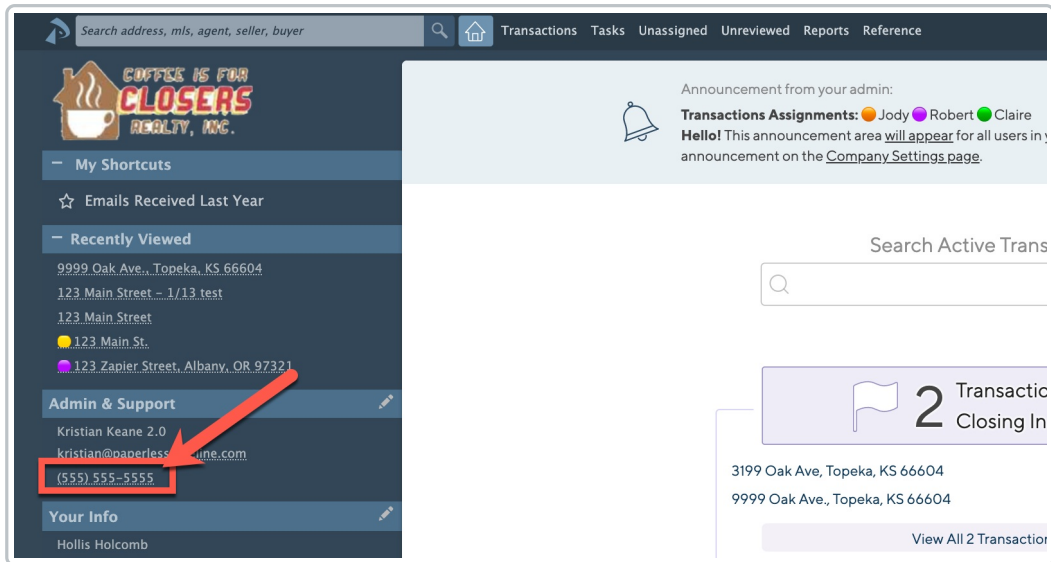 Search address, mls, agent, seller, buyer
Transactions Tasks Unassigned Unreviewed Reports Reference
COFFEE IS FOR
CLOSERS
REALTY, INC.
− My Shortcuts
Emails Received Last Year
− Recently Viewed
9999 Oak Ave., Topeka, KS 66604
123 Main Street – 1/13 test
123 Main Street
123 Main St.
123 Zapier Street, Albany, OR 97321
Admin & Support
Kristian Keane 2.0
(555) 555-5555
Your Info
Hollis Holcomb
Announcement from your admin:
Transactions Assignments: Jody Robert Claire
Hello! This announcement area will appear for all users in
announcement on the Company Settings page.
Search Active Trans
2
Transactio
Closing In
3199 Oak Ave, Topeka, KS 66604
9999 Oak Ave., Topeka, KS 66604
View All 2 Transaction